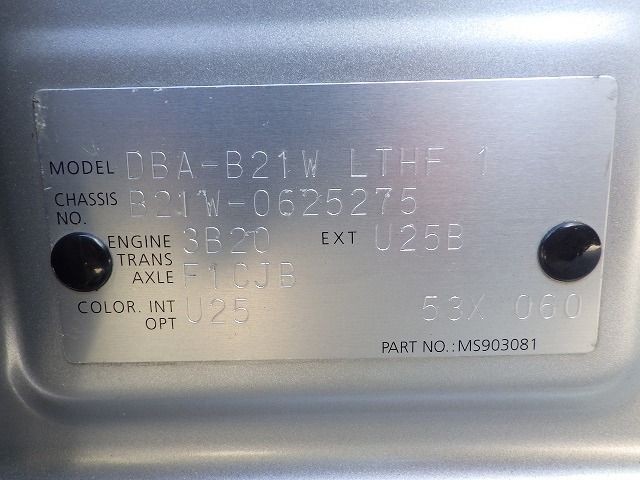 MODEL DBA-B21W LTHF 1
CHASSIS NO. B21W-0625275
ENGINE 3B20 EXT U25B
TRANS AXLE F1CJB
COLOR. INT U25 53X 060
OPT
PART NO.:MS903081